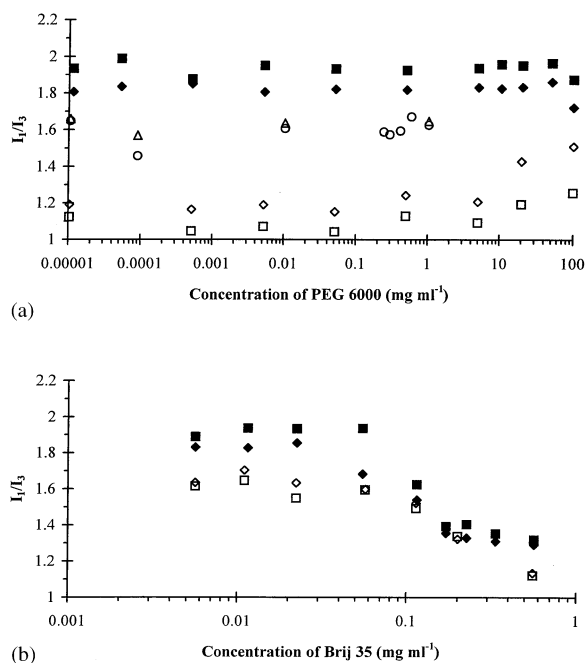 2.2
2
1.8
1.6
1.4
1.2
1
I₁/I₃
0.00001 0.0001 0.001 0.01 0.1 1 10 100
Concentration of PEG 6000 (mg ml⁻¹)
(a)
2.2
2
1.8
1.6
1.4
1.2
1
I₁/I₃
0.001 0.01 0.1 1
Concentration of Brij 35 (mg ml⁻¹)
(b)